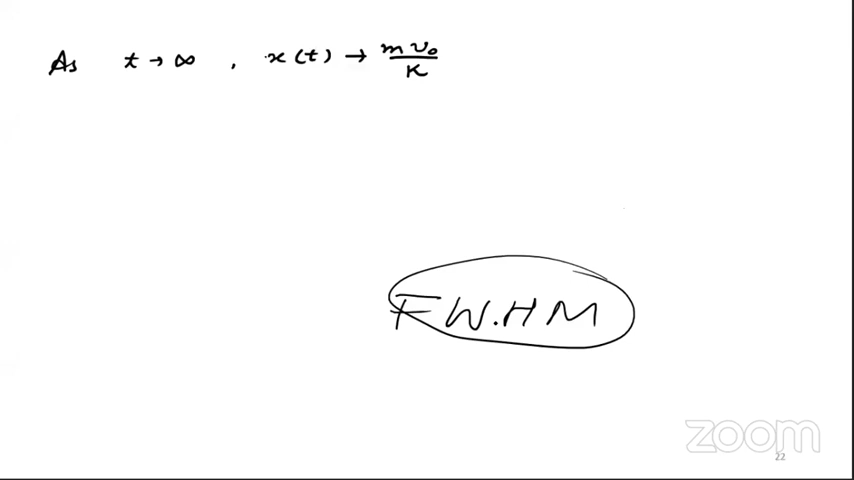 As t → ∞ , x(t) → mv₀/K
FW.HM
zoom
22